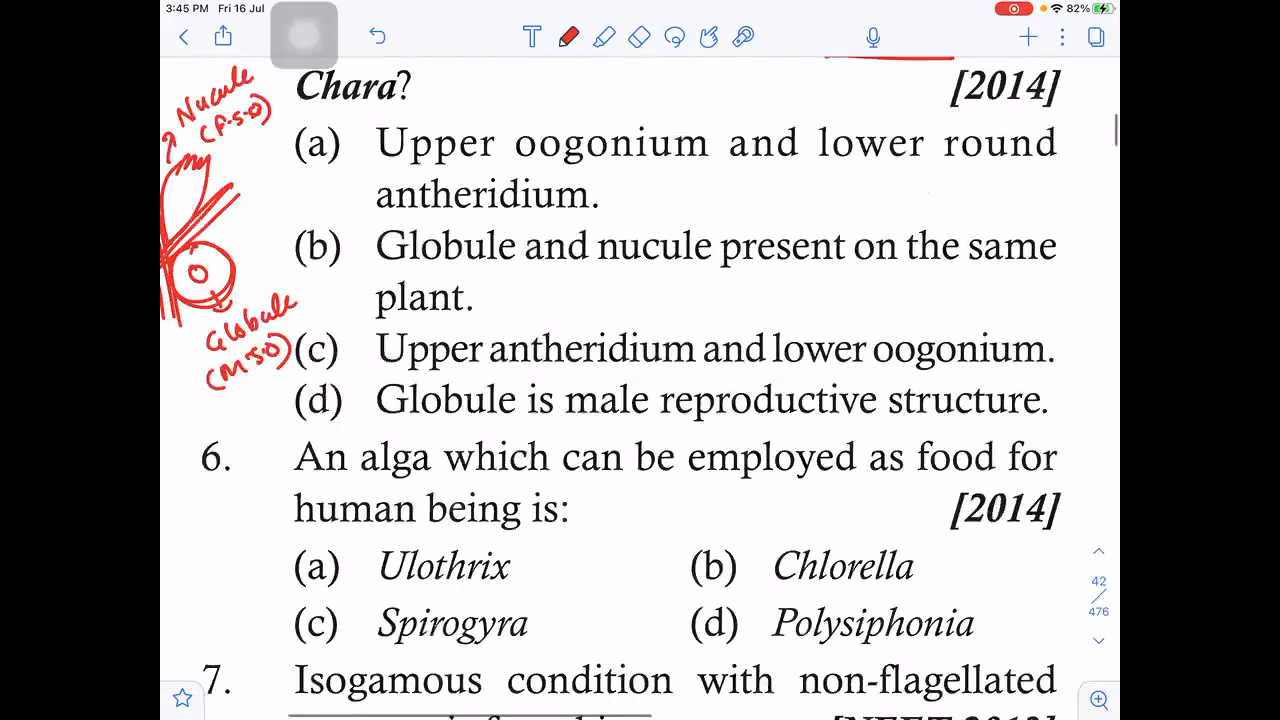 3:45 PM Fri 16 Jul
82%
T
Nucule
(F.S.O)
Chara? [2014]
(a) Upper oogonium and lower round
antheridium.
(b) Globule and nucule present on the same
plant.
Globule
(M.S.O)
(c) Upper antheridium and lower oogonium.
(d) Globule is male reproductive structure.
6. An alga which can be employed as food for
human being is: [2014]
(a) Ulothrix (b) Chlorella
(c) Spirogyra (d) Polysiphonia
42
476
7. Isogamous condition with non-flagellated